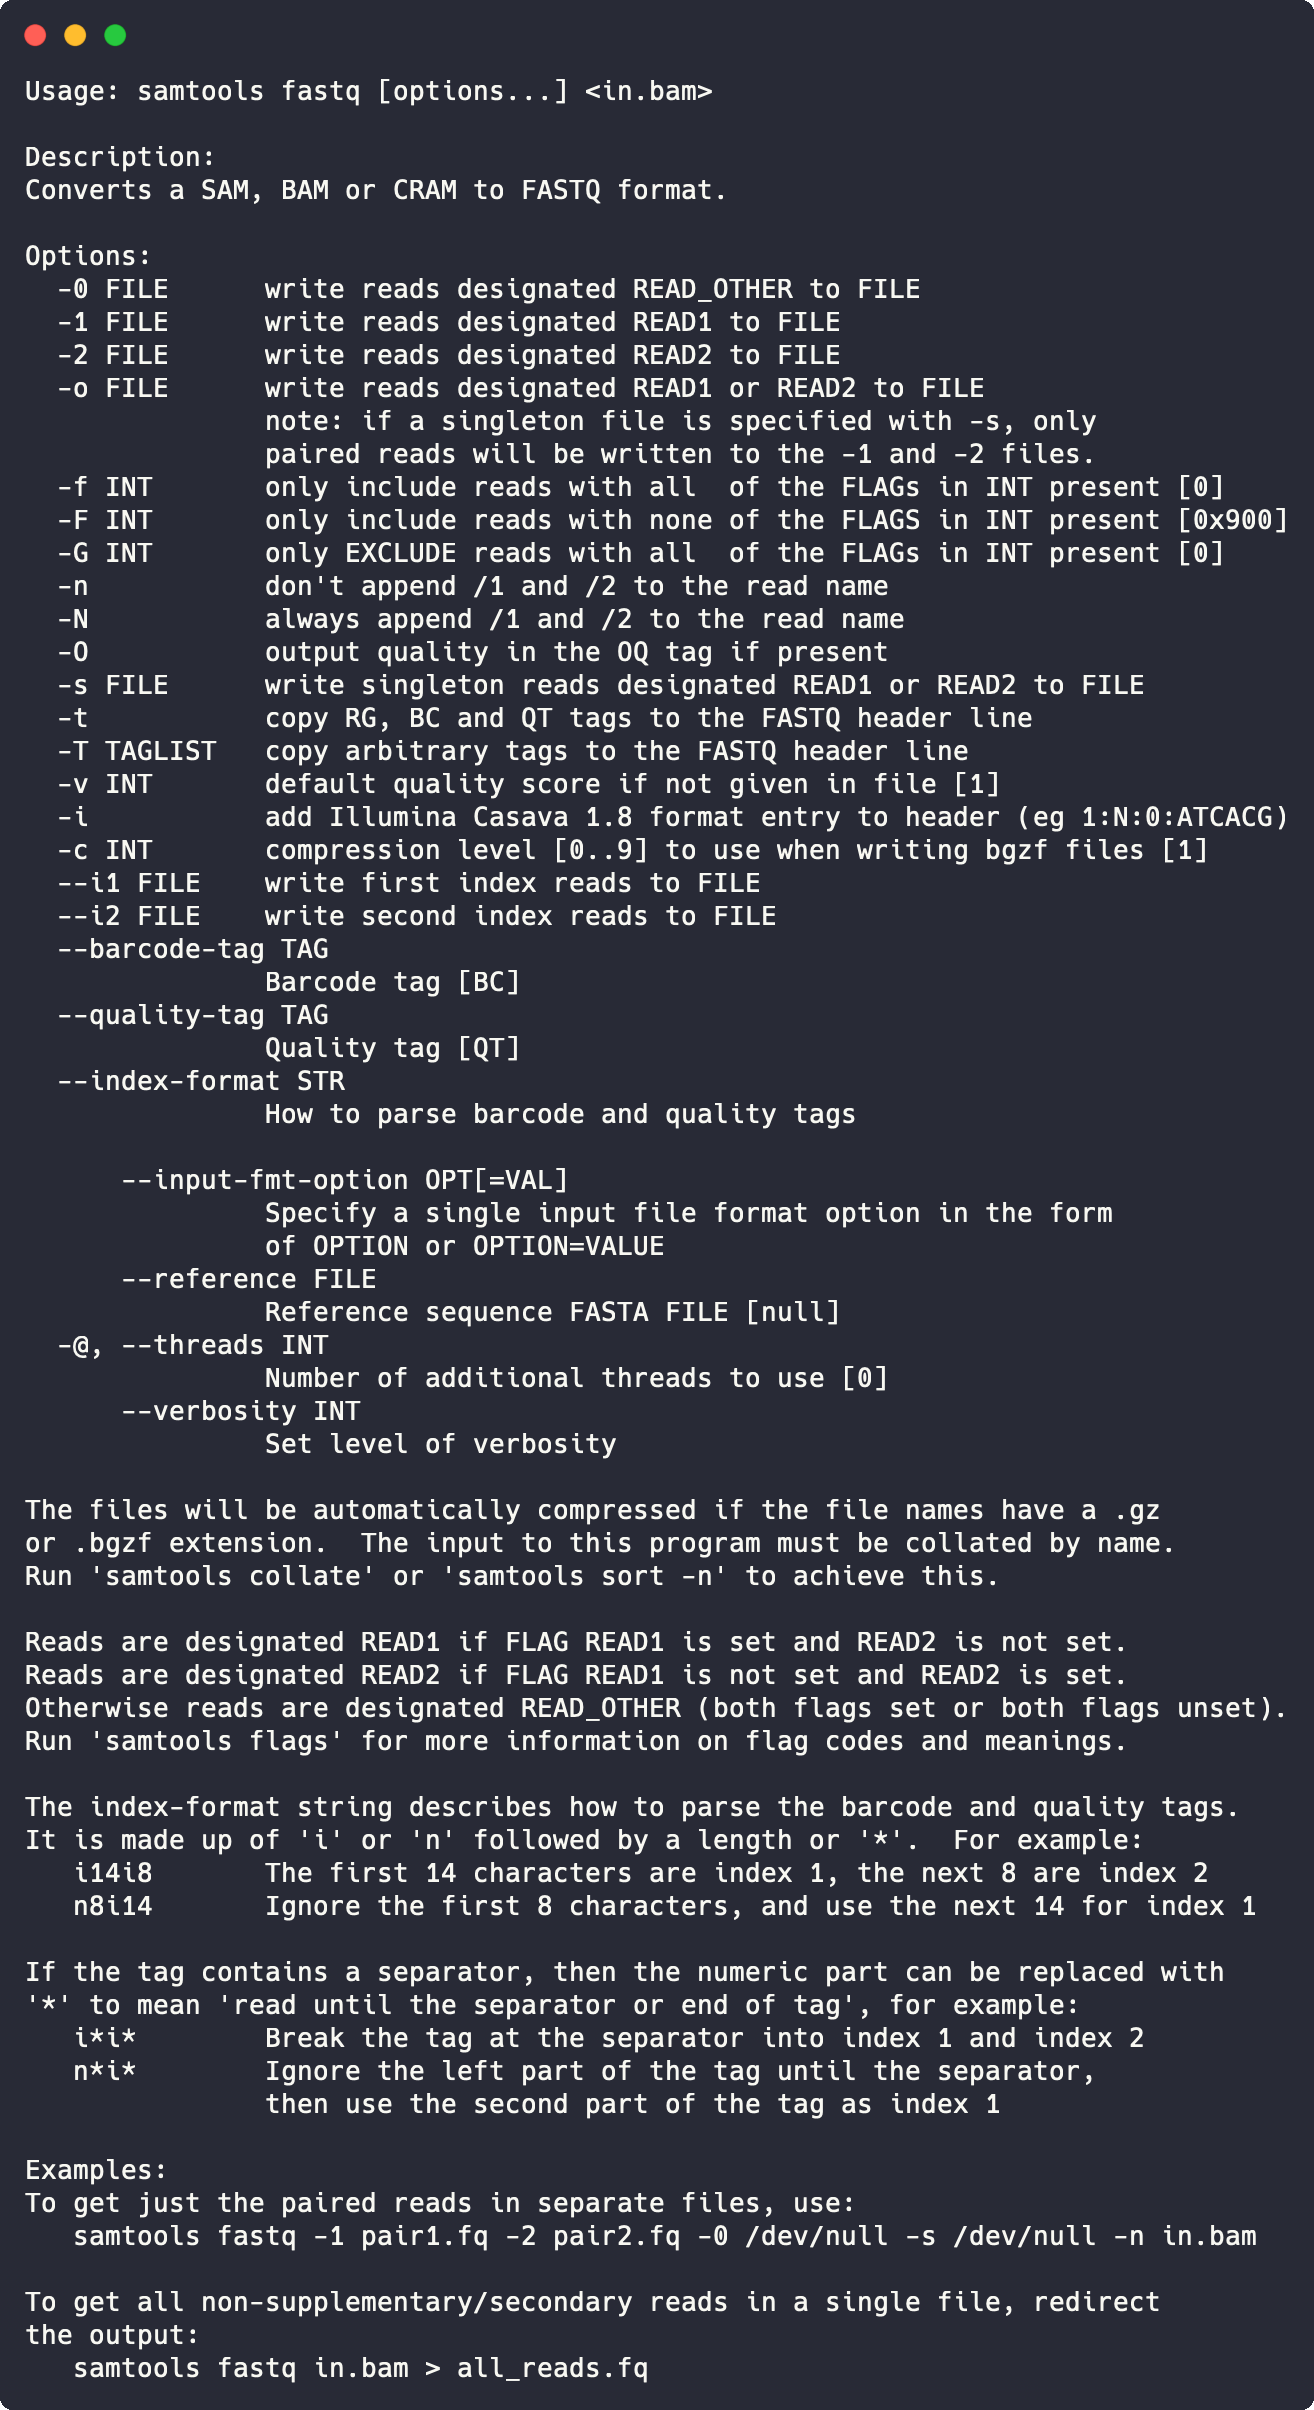 Usage: samtools fastq [options...] <in.bam>

Description:
Converts a SAM, BAM or CRAM to FASTQ format.

Options:
  -0 FILE      write reads designated READ_OTHER to FILE
  -1 FILE      write reads designated READ1 to FILE
  -2 FILE      write reads designated READ2 to FILE
  -o FILE      write reads designated READ1 or READ2 to FILE
               note: if a singleton file is specified with -s, only
               paired reads will be written to the -1 and -2 files.
  -f INT       only include reads with all  of the FLAGs in INT present [0]
  -F INT       only include reads with none of the FLAGS in INT present [0x900]
  -G INT       only EXCLUDE reads with all  of the FLAGs in INT present [0]
  -n           don't append /1 and /2 to the read name
  -N           always append /1 and /2 to the read name
  -O           output quality in the OQ tag if present
  -s FILE      write singleton reads designated READ1 or READ2 to FILE
  -t           copy RG, BC and QT tags to the FASTQ header line
  -T TAGLIST   copy arbitrary tags to the FASTQ header line
  -v INT       default quality score if not given in file [1]
  -i           add Illumina Casava 1.8 format entry to header (eg 1:N:0:ATCACG)
  -c INT       compression level [0..9] to use when writing bgzf files [1]
  --i1 FILE    write first index reads to FILE
  --i2 FILE    write second index reads to FILE
  --barcode-tag TAG
               Barcode tag [BC]
  --quality-tag TAG
               Quality tag [QT]
  --index-format STR
               How to parse barcode and quality tags

      --input-fmt-option OPT[=VAL]
               Specify a single input file format option in the form
               of OPTION or OPTION=VALUE
      --reference FILE
               Reference sequence FASTA FILE [null]
  -@, --threads INT
               Number of additional threads to use [0]
      --verbosity INT
               Set level of verbosity

The files will be automatically compressed if the file names have a .gz
or .bgzf extension.  The input to this program must be collated by name.
Run 'samtools collate' or 'samtools sort -n' to achieve this.

Reads are designated READ1 if FLAG READ1 is set and READ2 is not set.
Reads are designated READ2 if FLAG READ1 is not set and READ2 is set.
Otherwise reads are designated READ_OTHER (both flags set or both flags unset).
Run 'samtools flags' for more information on flag codes and meanings.

The index-format string describes how to parse the barcode and quality tags.
It is made up of 'i' or 'n' followed by a length or '*'.  For example:
   i14i8       The first 14 characters are index 1, the next 8 are index 2
   n8i14       Ignore the first 8 characters, and use the next 14 for index 1

If the tag contains a separator, then the numeric part can be replaced with
'*' to mean 'read until the separator or end of tag', for example:
   i*i*        Break the tag at the separator into index 1 and index 2
   n*i*        Ignore the left part of the tag until the separator,
               then use the second part of the tag as index 1

Examples:
To get just the paired reads in separate files, use:
   samtools fastq -1 pair1.fq -2 pair2.fq -0 /dev/null -s /dev/null -n in.bam

To get all non-supplementary/secondary reads in a single file, redirect
the output:
   samtools fastq in.bam > all_reads.fq